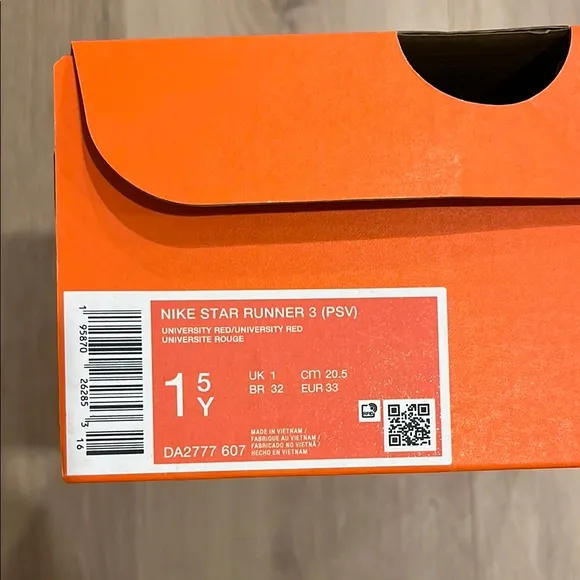 NIKE STAR RUNNER 3 (PSV)
UNIVERSITY RED/UNIVERSITY RED
UNIVERSITE ROUGE
1 5 Y
UK 1 CM 20.5
BR 32 EUR 33
MADE IN VIETNAM /
FABRIQUE AU VIETNAM /
FABRICADO NO VIETNÃ /
HECHO EN VIETNAM
DA2777 607
RFID
1 95870 26285 3 16